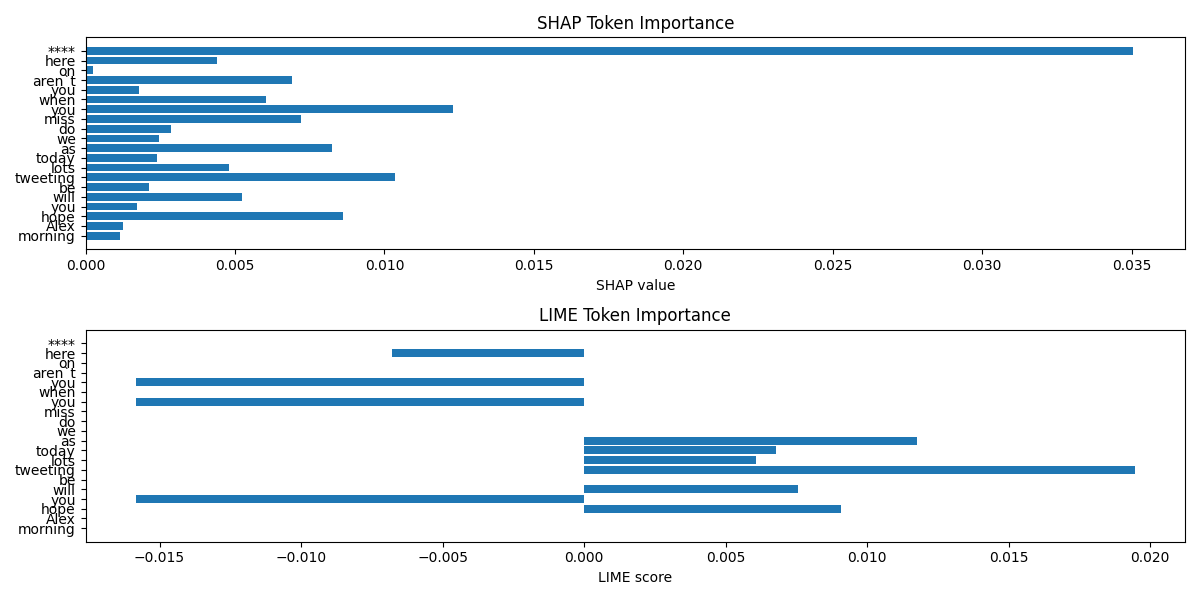 SHAP Token Importance
****
here
on
aren`t
you
when
you
miss
do
we
as
today
lots
tweeting
be
will
you
hope
Alex
morning
0.000 0.005 0.010 0.015 0.020 0.025 0.030 0.035
SHAP value
LIME Token Importance
****
here
on
aren`t
you
when
you
miss
do
we
as
today
lots
tweeting
be
will
you
hope
Alex
morning
−0.015 −0.010 −0.005 0.000 0.005 0.010 0.015 0.020
LIME score